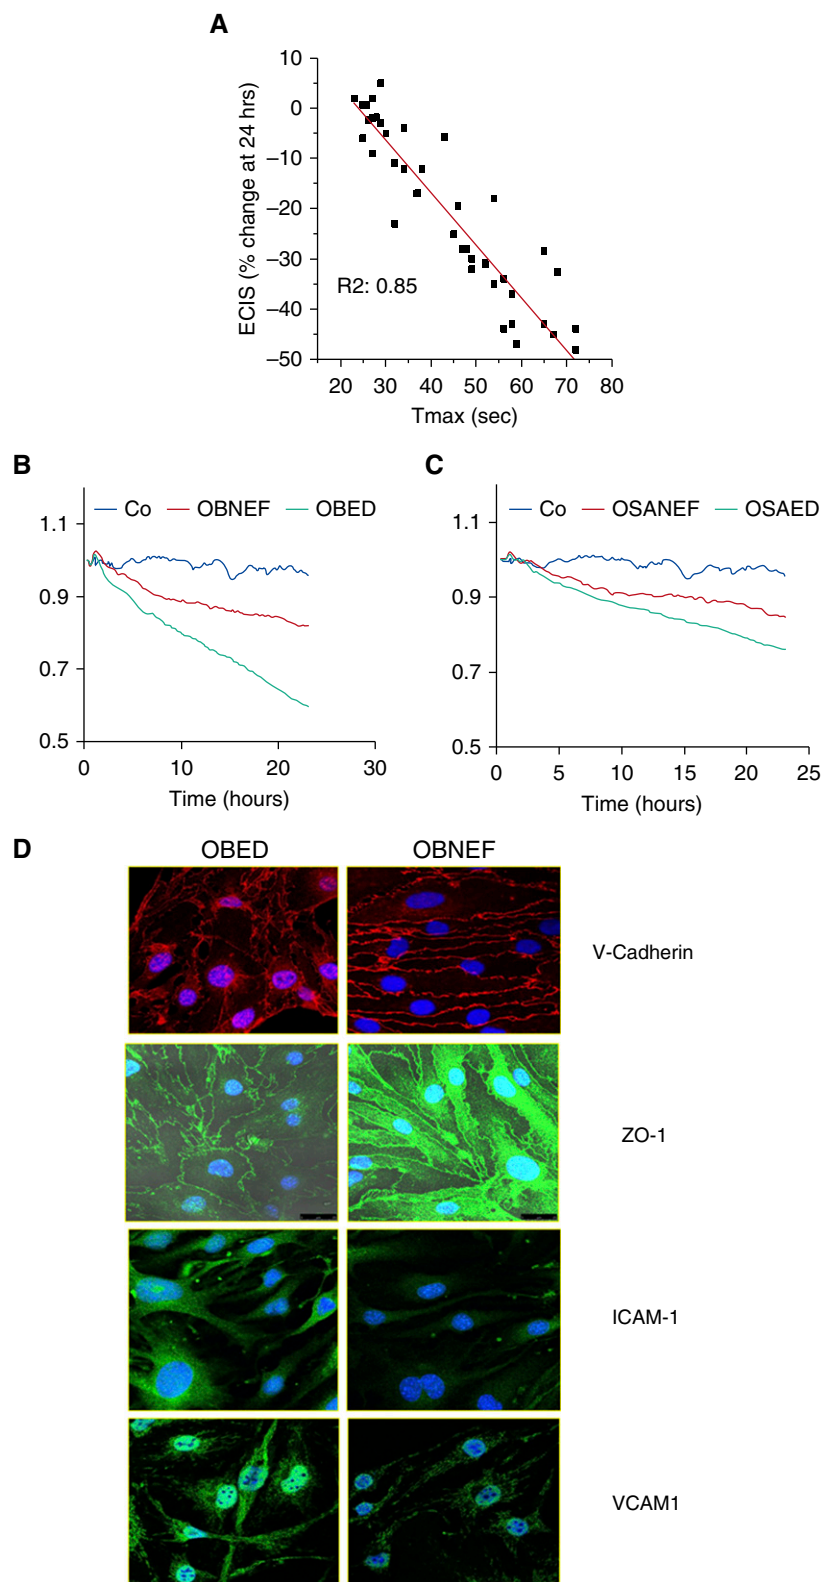 A
10
0
–10
–20
–30
–40
–50
ECIS (% change at 24 hrs)
R2: 0.85
20 30 40 50 60 70 80
Tmax (sec)
B
Co OBNEF OBED
1.1
0.9
0.7
0.5
0 10 20 30
Time (hours)
C
Co OSANEF OSAED
1.1
0.9
0.7
0.5
0 5 10 15 20 25
Time (hours)
D
OBED OBNEF
V-Cadherin
ZO-1
ICAM-1
VCAM1